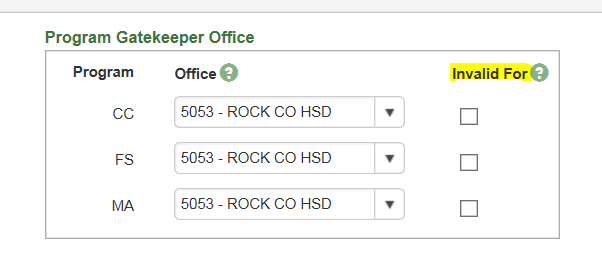 Program Gatekeeper Office
Program Office ? Invalid For ?
CC 5053 - ROCK CO HSD
FS 5053 - ROCK CO HSD
MA 5053 - ROCK CO HSD